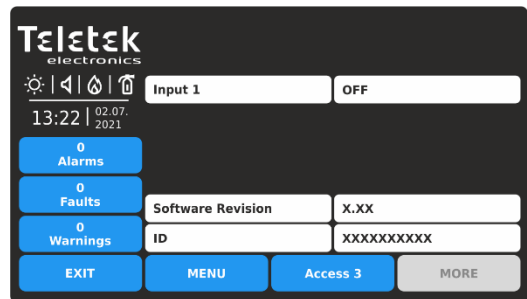 Teletek
electronics
13:22 02.07.
2021
Input 1 OFF
0
Alarms
0
Faults
0
Warnings
Software Revision X.XX
ID XXXXXXXXXX
EXIT MENU Access 3 MORE